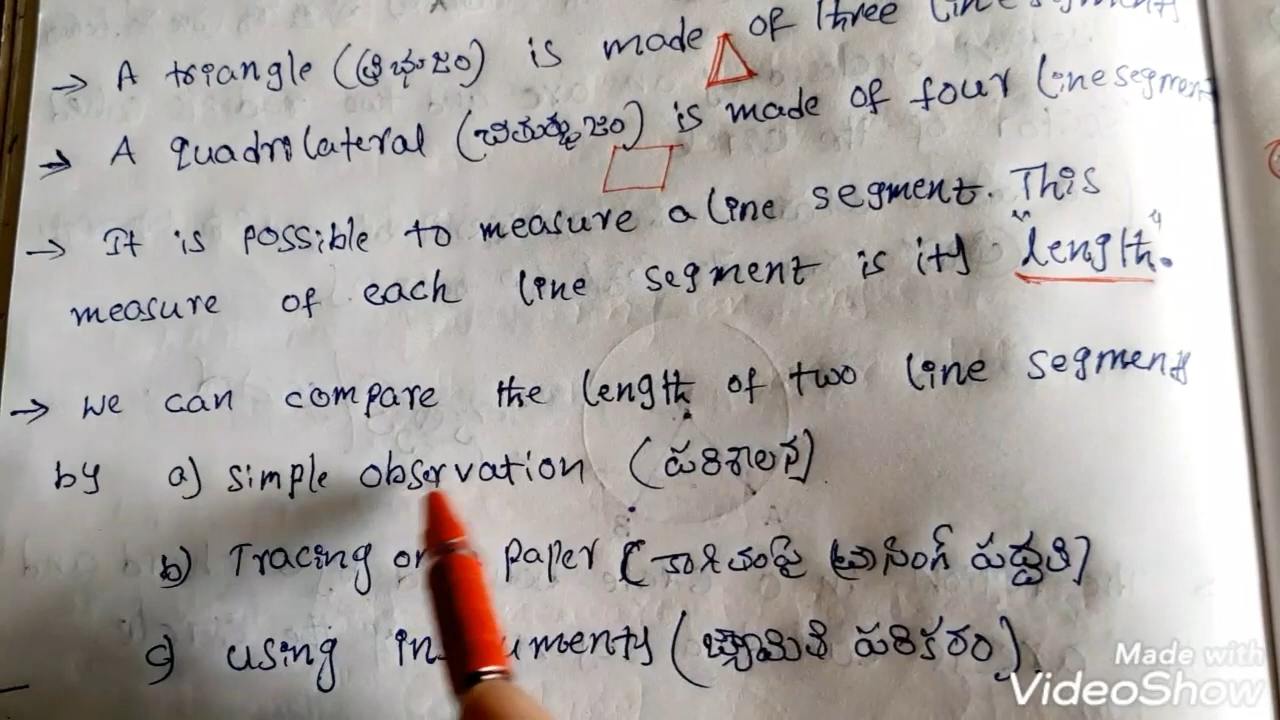 → A triangle (త్రిభుజం) is made of three line segments
→ A quadrilateral (చతుర్భుజం) is made of four line segment
→ It is possible to measure a line segment. This
measure of each line segment is its "length".
→ We can compare the length of two line segments
by a) simple observation (పరిశీలన)
b) Tracing on paper (కాగితంపై ట్రేసింగ్ పద్ధతి)
c) using instruments (జ్యామితి పరికరం)
Made with
VideoShow